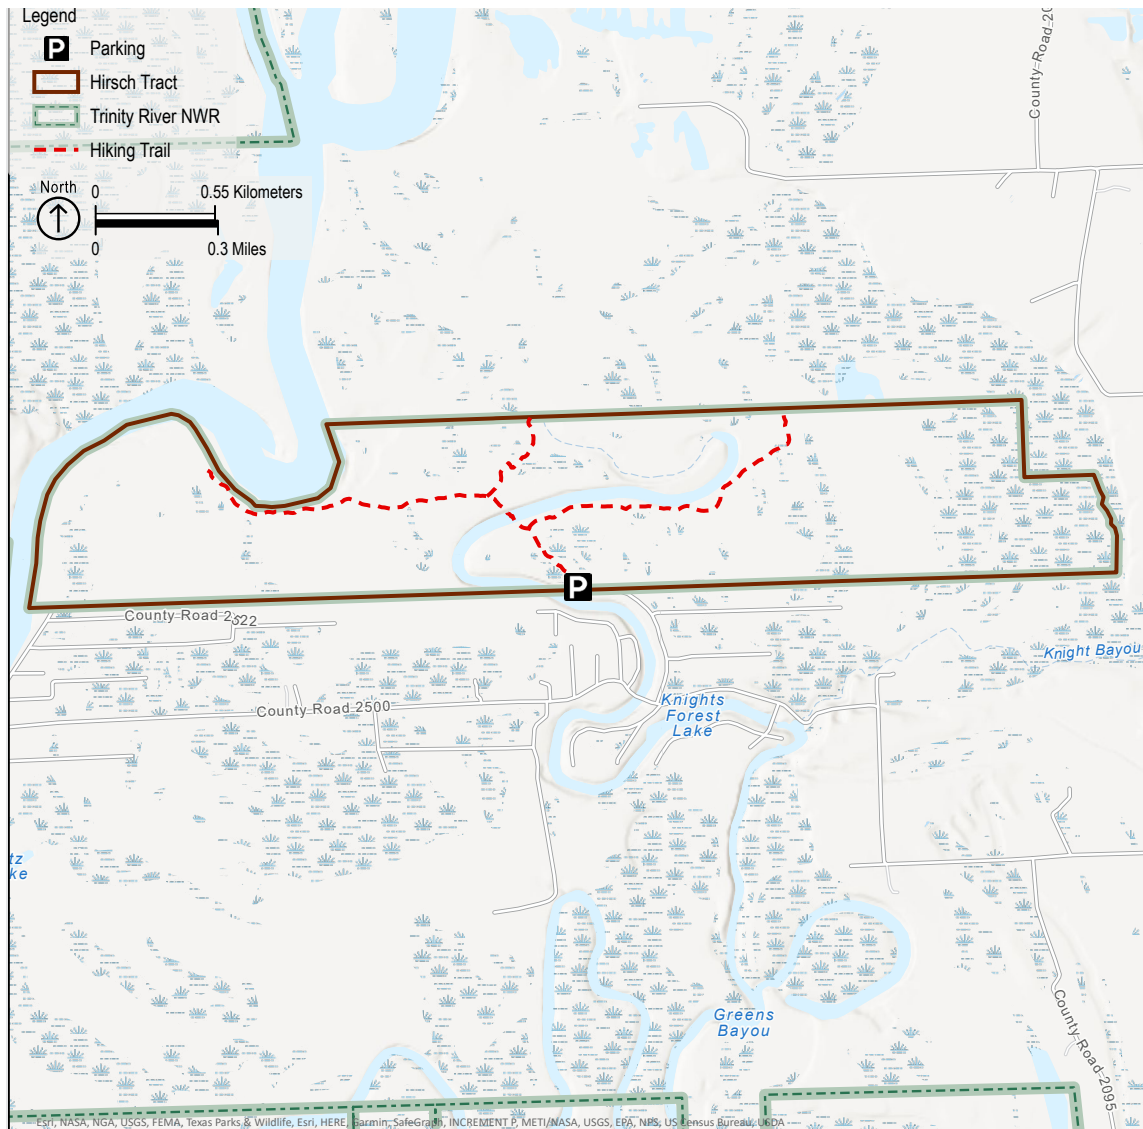 Legend
P Parking
Hirsch Tract
Trinity River NWR
Hiking Trail
North
0 0.55 Kilometers
0 0.3 Miles
County Road 20
P
County Road 2322
Knight Bayou
County Road 2500
Knights
Forest
Lake
tz
ke
Greens
Bayou
County Road 2095
Esri, NASA, NGA, USGS, FEMA, Texas Parks & Wildlife, Esri, HERE, Garmin, SafeGraph, INCREMENT P, METI/NASA, USGS, EPA, NPS, US Census Bureau, USDA